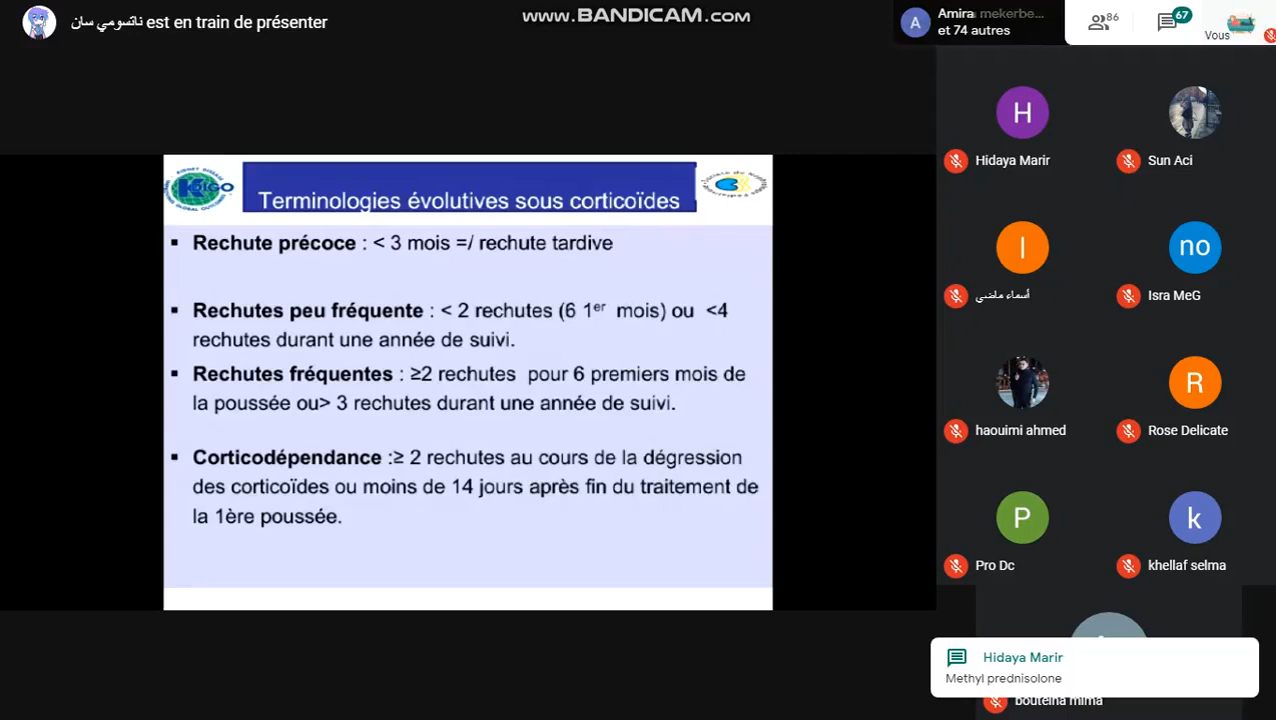 ناتسومي سان est en train de présenter
www.BANDICAM.com
A
Amira mekerbe...
et 74 autres
86
67
Vous
KDIGO
Terminologies évolutives sous corticoïdes
▪ Rechute précoce : < 3 mois =/ rechute tardive
▪ Rechutes peu fréquente : < 2 rechutes (6 1er mois) ou <4
rechutes durant une année de suivi.
▪ Rechutes fréquentes : ≥2 rechutes pour 6 premiers mois de
la poussée ou> 3 rechutes durant une année de suivi.
▪ Corticodépendance :≥ 2 rechutes au cours de la dégression
des corticoïdes ou moins de 14 jours après fin du traitement de
la 1ère poussée.
H
Hidaya Marir
Sun Aci
I
أسماء ماضي
no
Isra MeG
haouimi ahmed
R
Rose Delicate
P
Pro Dc
k
khellaf selma
Hidaya Marir
Methyl prednisolone
bouteina mima